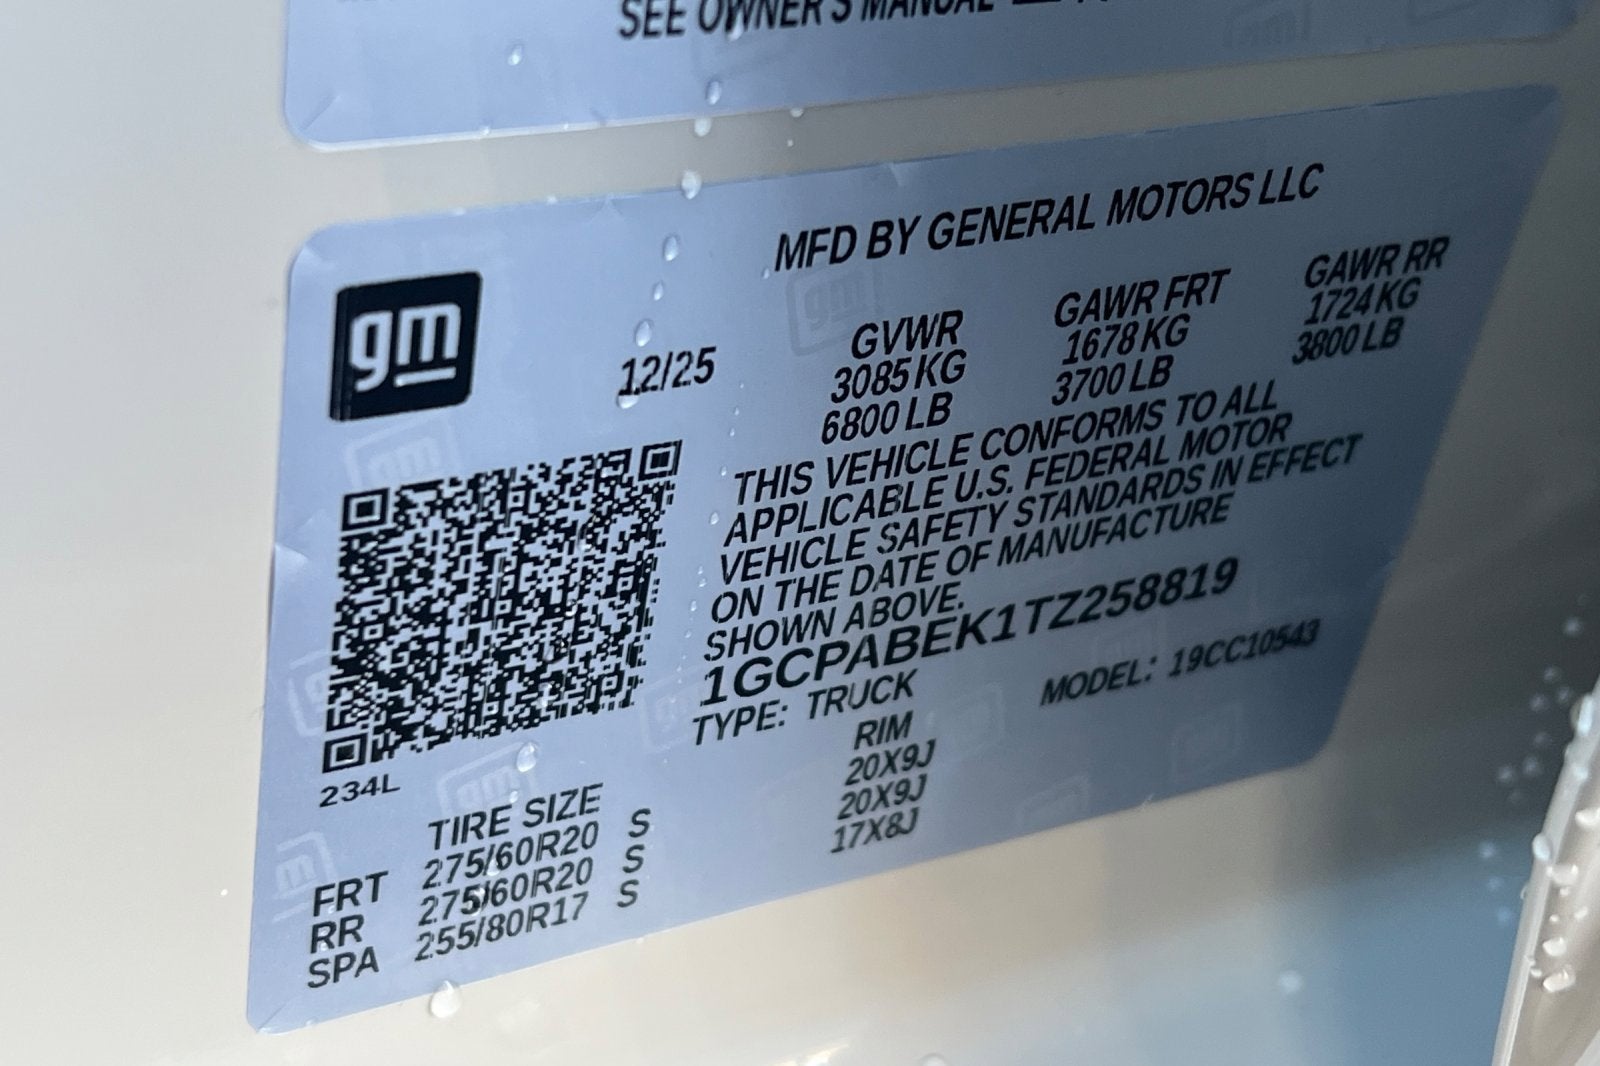 SEE OWNER'S MANUAL
MFD BY GENERAL MOTORS LLC
gm
12/25
GVWR GAWR FRT GAWR RR
3085 KG 1678 KG 1724 KG
6800 LB 3700 LB 3800 LB
THIS VEHICLE CONFORMS TO ALL
APPLICABLE U.S. FEDERAL MOTOR
VEHICLE SAFETY STANDARDS IN EFFECT
ON THE DATE OF MANUFACTURE
SHOWN ABOVE.
1GCPABEK1TZ258819
TYPE: TRUCK MODEL: 19CC10543
234L
TIRE SIZE RIM
FRT 275/60R20 S 20X9J
RR 275/60R20 S 20X9J
SPA 255/80R17 S 17X8J